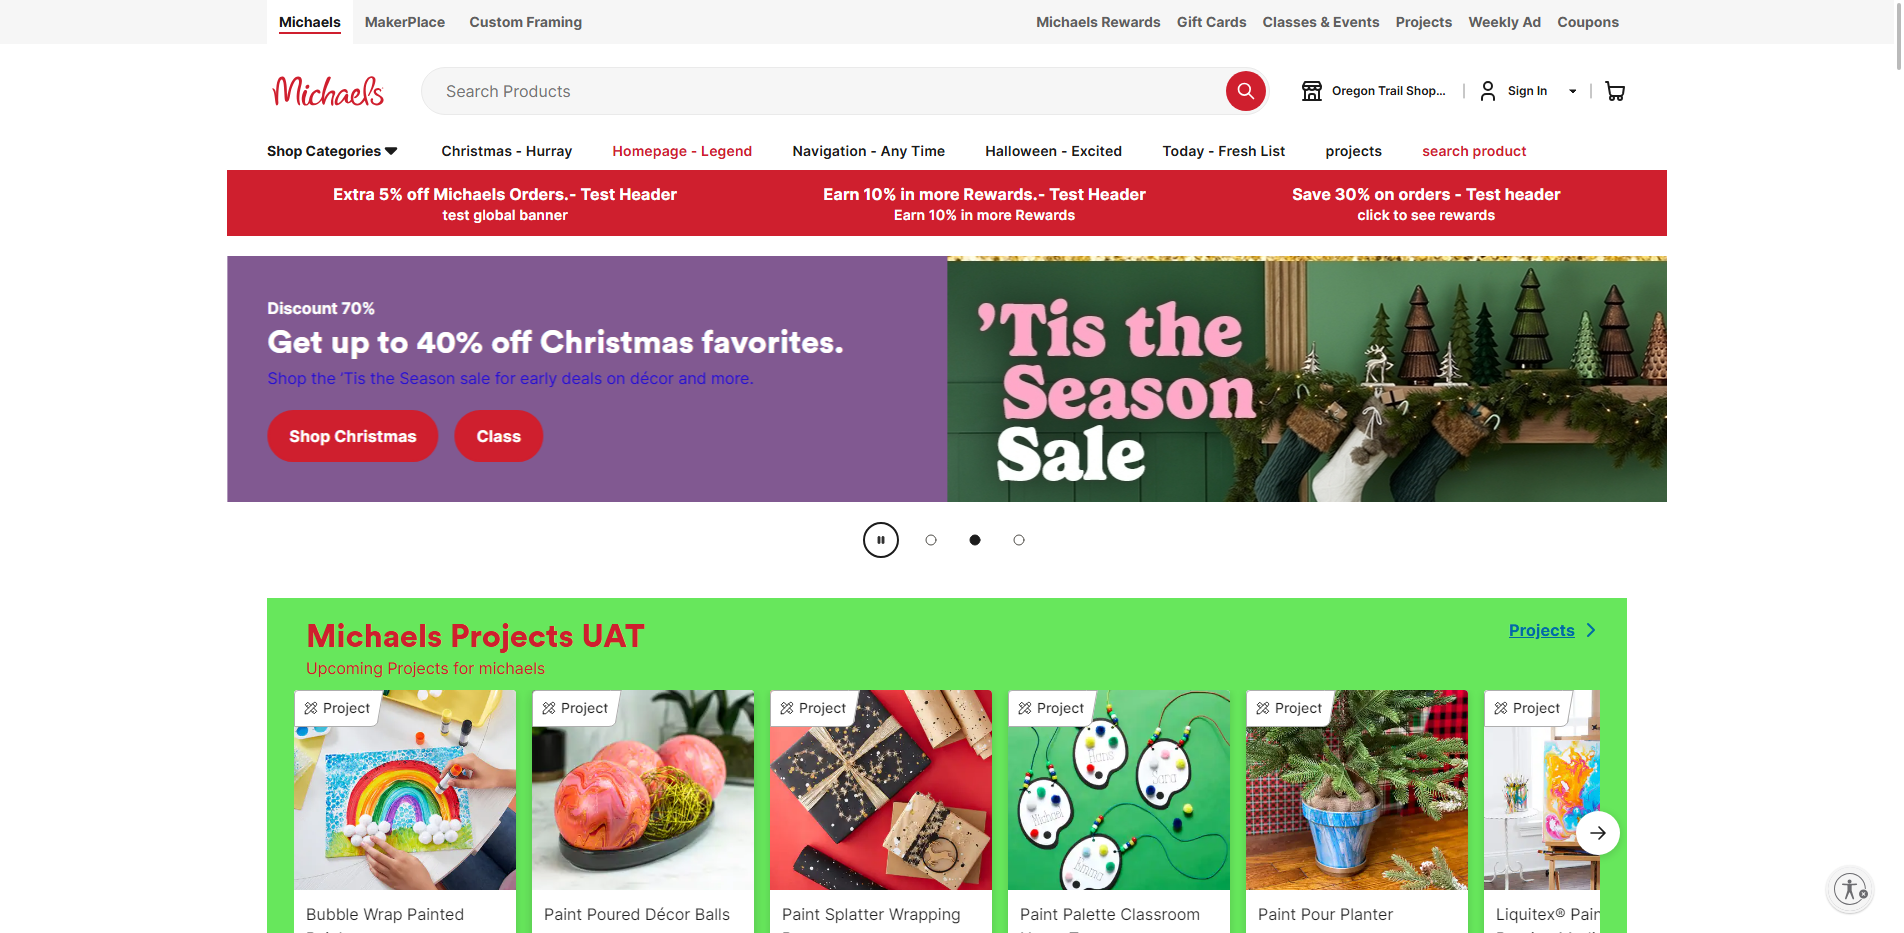 Michaels MakerPlace Custom Framing
Michaels Rewards Gift Cards Classes & Events Projects Weekly Ad Coupons
Michaels
Search Products
Oregon Trail Shop...
Sign In
Shop Categories Christmas - Hurray Homepage - Legend Navigation - Any Time Halloween - Excited Today - Fresh List projects search product
Extra 5% off Michaels Orders.- Test Header
test global banner
Earn 10% in more Rewards.- Test Header
Earn 10% in more Rewards
Save 30% on orders - Test header
click to see rewards
Discount 70%
Get up to 40% off Christmas favorites.
Shop the ‘Tis the Season sale for early deals on décor and more.
Shop Christmas
Class
’Tis the
Season
Sale
Michaels Projects UAT
Projects
Upcoming Projects for michaels
Project
Project
Project
Project
Project
Project
Hans
Sara
Michael
Emma
Bubble Wrap Painted
Paint Poured Décor Balls
Paint Splatter Wrapping
Paint Palette Classroom
Paint Pour Planter
Liquitex®